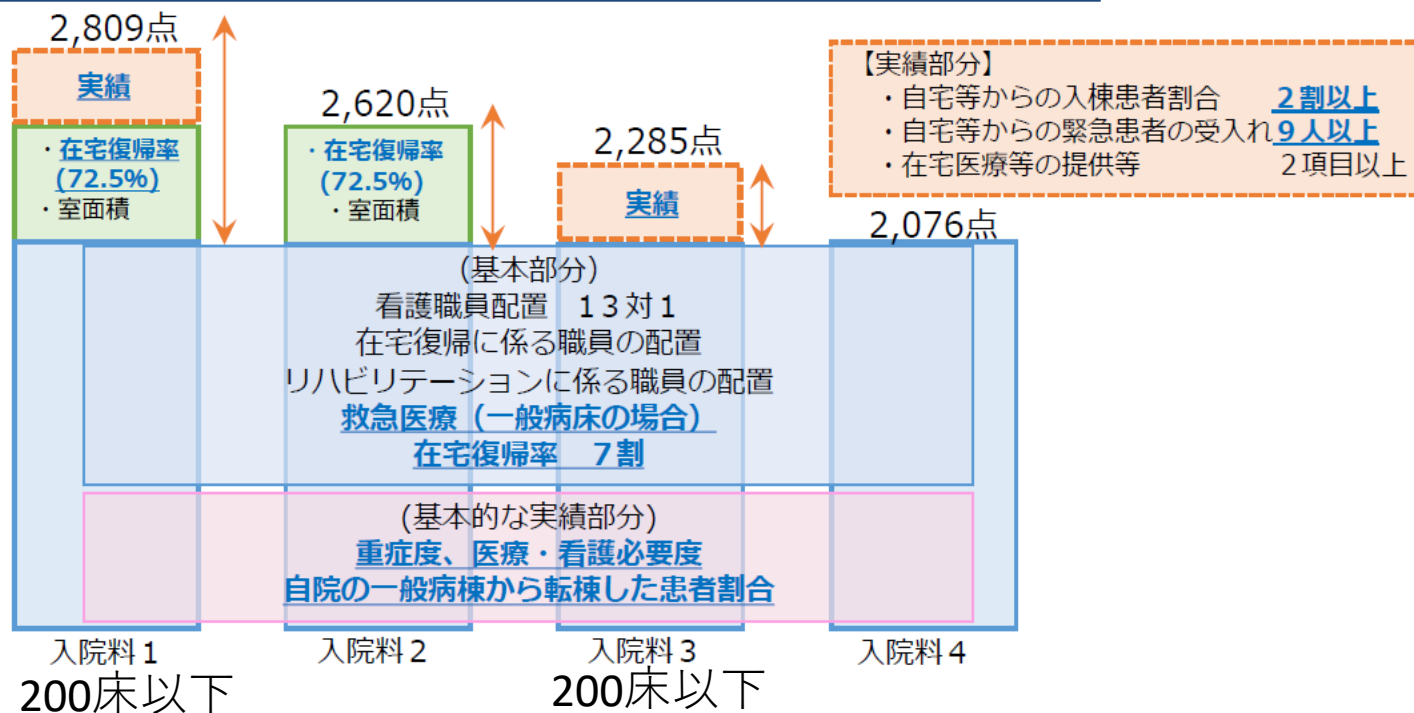 2,809点
実績
・在宅復帰率
(72.5%)
・室面積
2,620点
・在宅復帰率
(72.5%)
・室面積
2,285点
実績
2,076点
【実績部分】
・自宅等からの入棟患者割合　２割以上
・自宅等からの緊急患者の受入れ 9人以上
・在宅医療等の提供等　２項目以上
(基本部分)
看護職員配置　１３対１
在宅復帰に係る職員の配置
リハビリテーションに係る職員の配置
救急医療（一般病床の場合）
在宅復帰率　７割
(基本的な実績部分)
重症度、医療・看護必要度
自院の一般病棟から転棟した患者割合
入院料１
200床以下
入院料２
入院料３
200床以下
入院料４